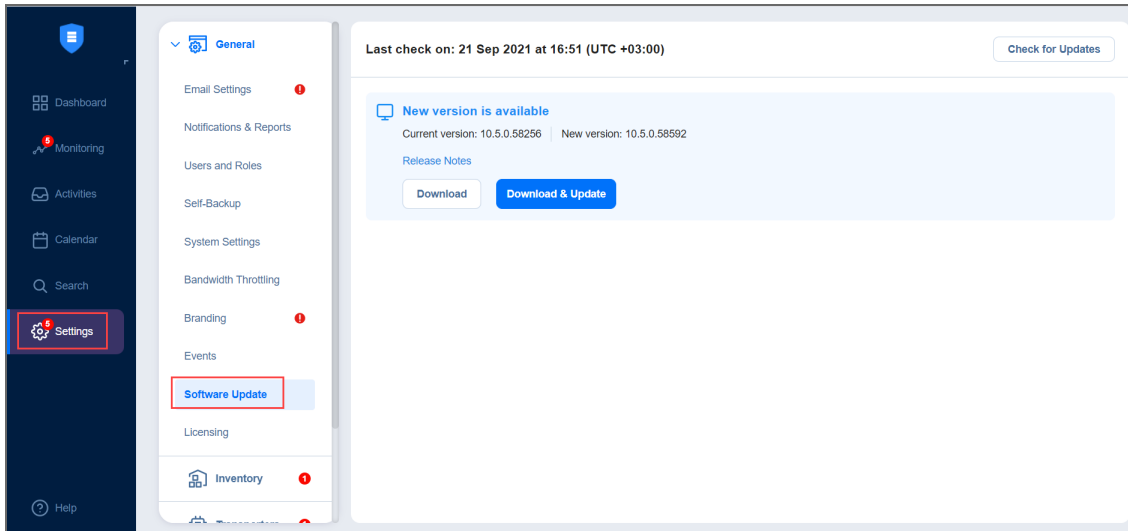 Dashboard
5
Monitoring
Activities
Calendar
Search
5
Settings
Help
General
Email Settings
Notifications & Reports
Users and Roles
Self-Backup
System Settings
Bandwidth Throttling
Branding
Events
Software Update
Licensing
Inventory 1
Last check on: 21 Sep 2021 at 16:51 (UTC +03:00)
Check for Updates
New version is available
Current version: 10.5.0.58256 New version: 10.5.0.58592
Release Notes
Download Download & Update